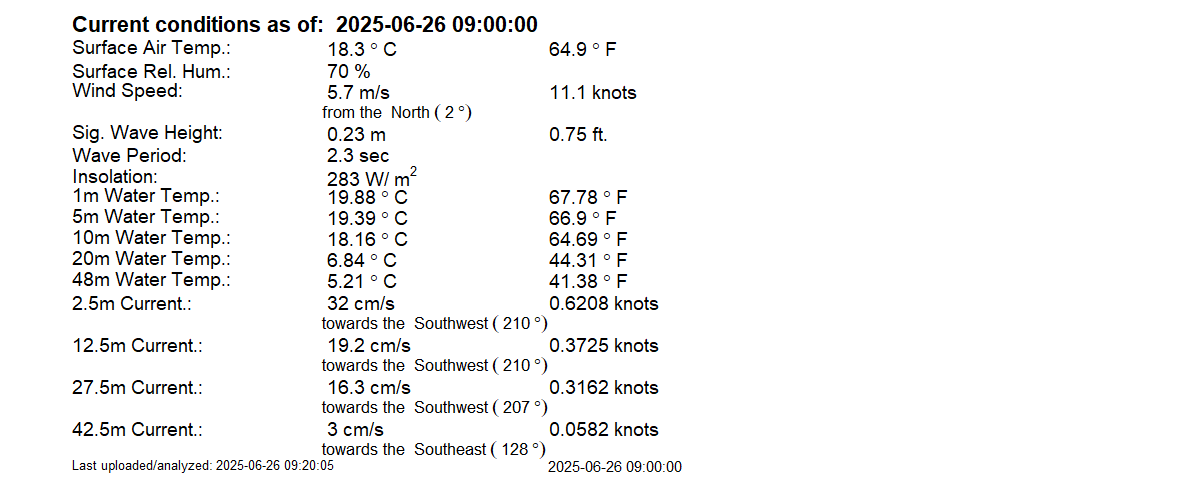 Current conditions as of: 2025-06-26 09:00:00
Surface Air Temp.: 18.3 ° C 64.9 ° F
Surface Rel. Hum.: 70 %
Wind Speed: 5.7 m/s 11.1 knots
from the North ( 2 °)
Sig. Wave Height: 0.23 m 0.75 ft.
Wave Period: 2.3 sec
Insolation: 283 W/ m²
1m Water Temp.: 19.88 ° C 67.78 ° F
5m Water Temp.: 19.39 ° C 66.9 ° F
10m Water Temp.: 18.16 ° C 64.69 ° F
20m Water Temp.: 6.84 ° C 44.31 ° F
48m Water Temp.: 5.21 ° C 41.38 ° F
2.5m Current.: 32 cm/s 0.6208 knots
towards the Southwest ( 210 °)
12.5m Current.: 19.2 cm/s 0.3725 knots
towards the Southwest ( 210 °)
27.5m Current.: 16.3 cm/s 0.3162 knots
towards the Southwest ( 207 °)
42.5m Current.: 3 cm/s 0.0582 knots
towards the Southeast ( 128 °)
Last uploaded/analyzed: 2025-06-26 09:20:05 2025-06-26 09:00:00